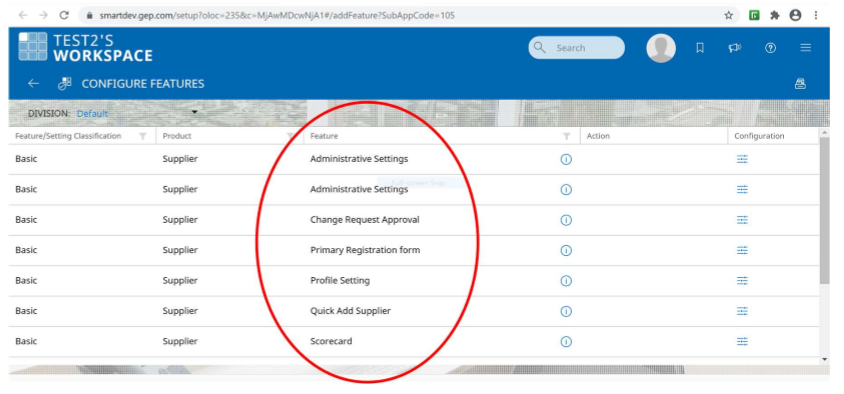 smartdev.gep.com/setup?oloc=235&c=MjAwMDcwNjA1#/addFeature?SubAppCode=105
TEST2'S
WORKSPACE
Search
CONFIGURE FEATURES
DIVISION: Default
Feature/Setting Classification Product Feature Action Configuration
Basic Supplier Administrative Settings
Basic Supplier Administrative Settings
Basic Supplier Change Request Approval
Basic Supplier Primary Registration form
Basic Supplier Profile Setting
Basic Supplier Quick Add Supplier
Basic Supplier Scorecard